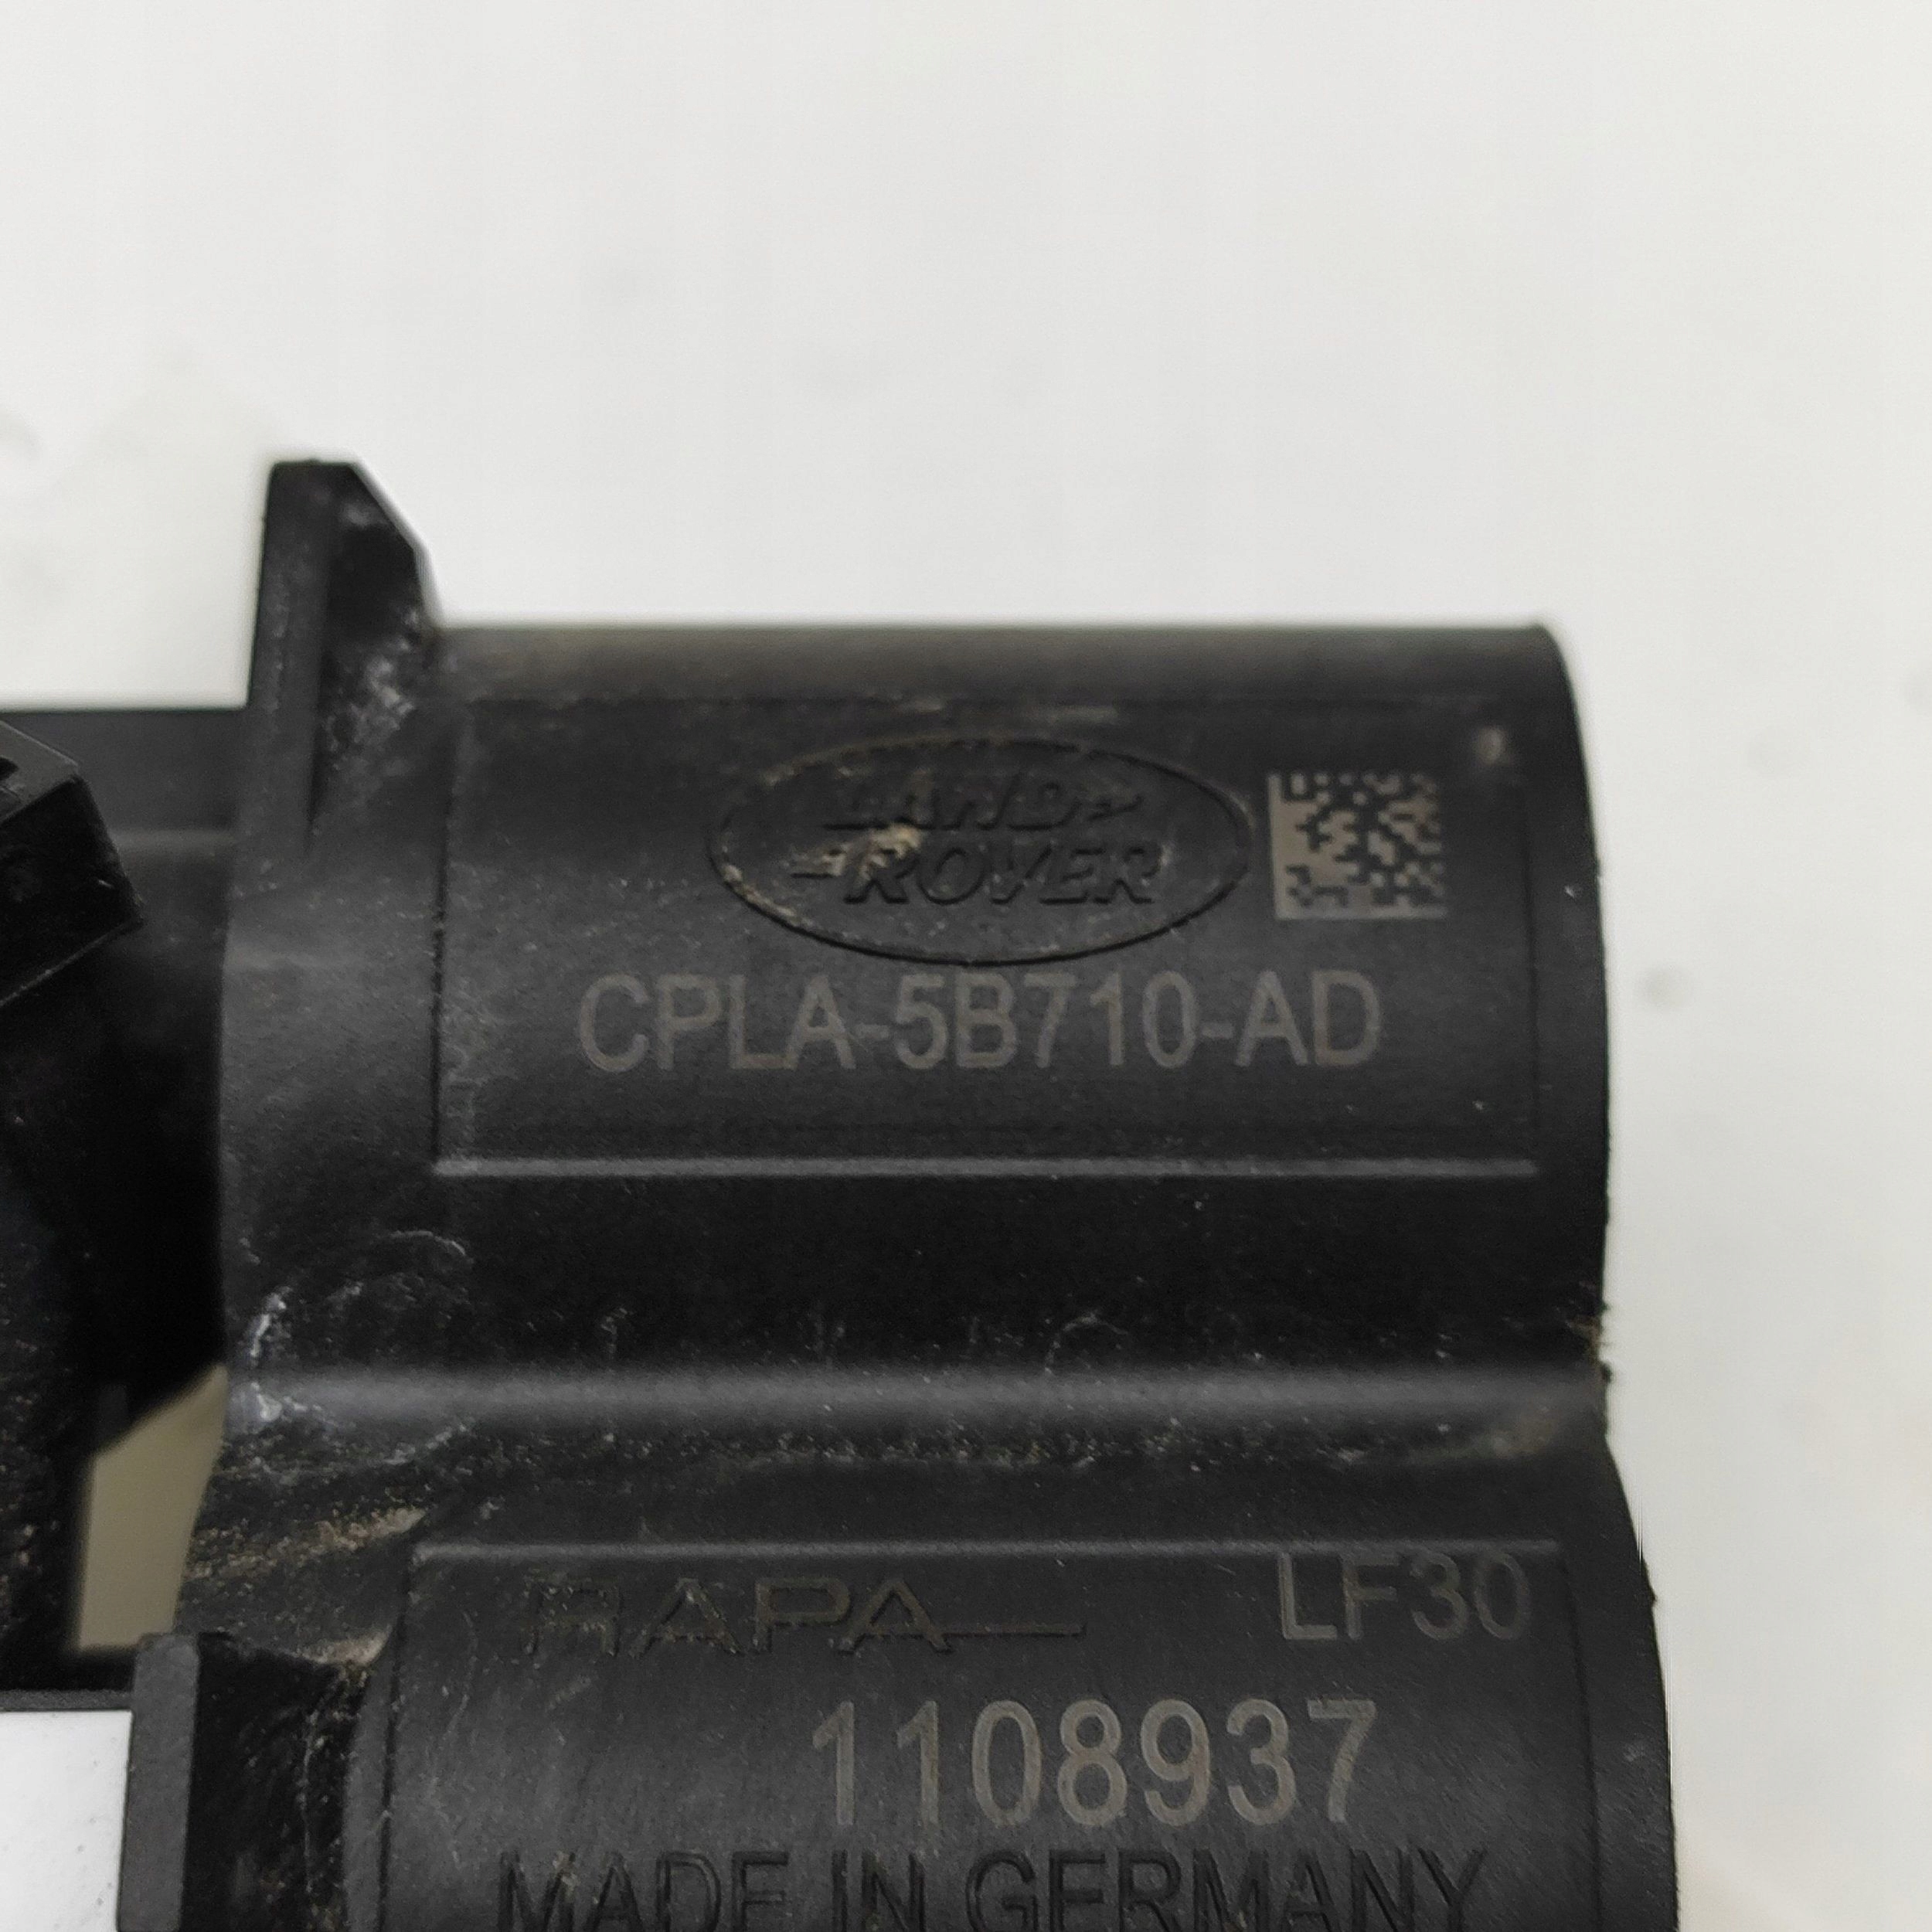 LAND
ROVER
CPLA-5B710-AD
RAPA LF30
1108937
MADE IN GERMANY